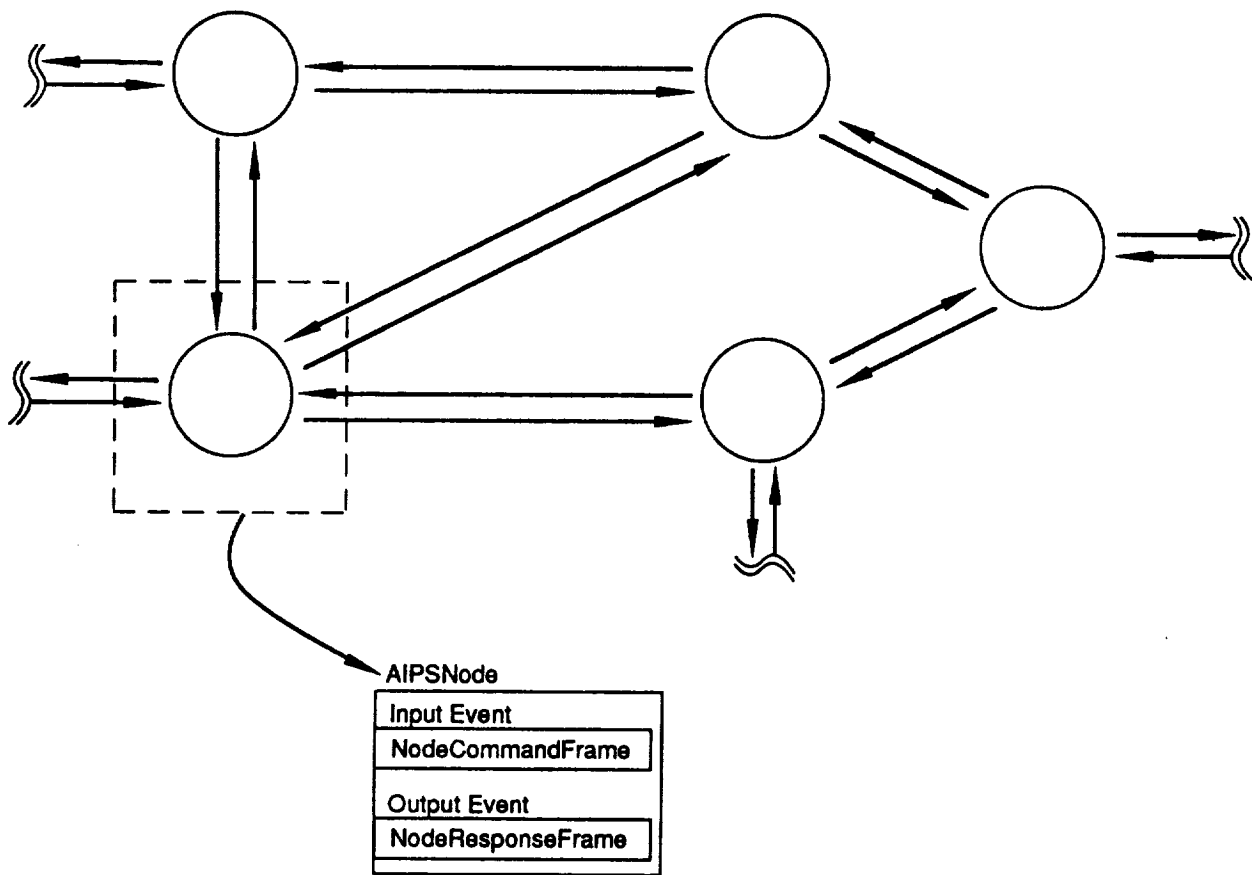 AIPSNode
Input Event
NodeCommandFrame
Output Event
NodeResponseFrame